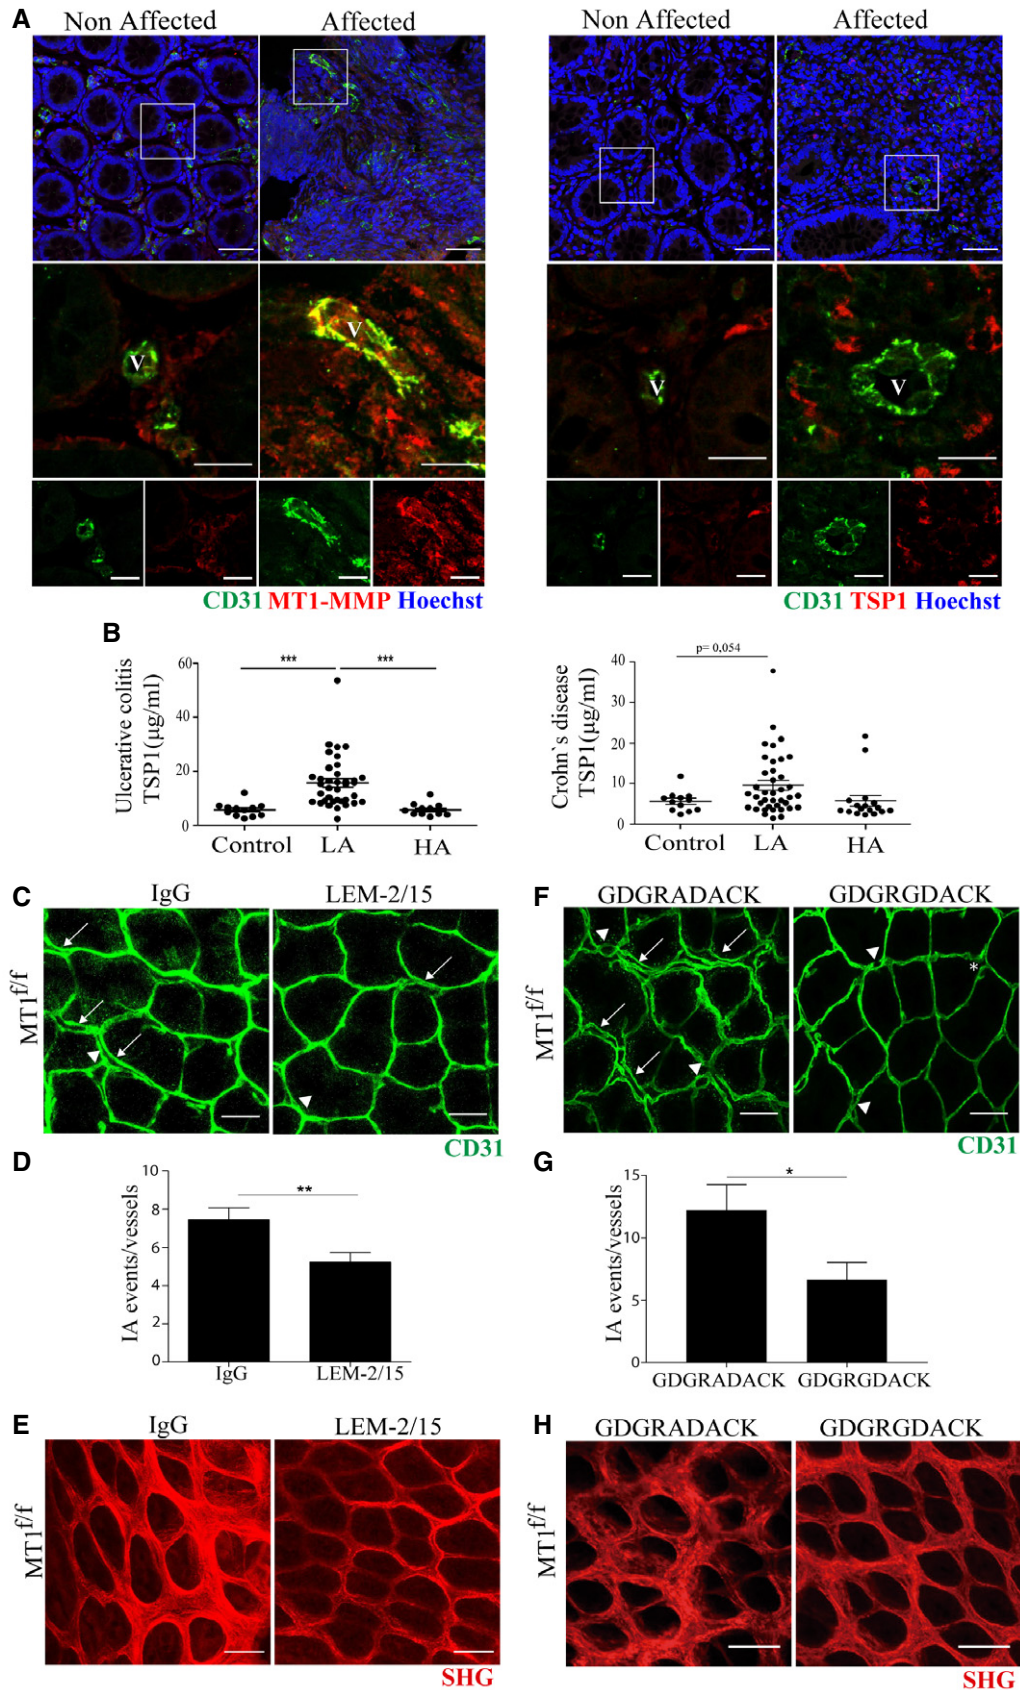 A
Non Affected
Affected
Non Affected
Affected
V
V
V
V
CD31 MT1-MMP Hoechst
CD31 TSP1 Hoechst
B
Ulcerative colitis
TSP1(µg/ml)
60
40
20
0
***
***
Control
LA
HA
Crohn`s disease
TSP1(µg/ml)
40
30
20
10
0
p= 0,054
Control
LA
HA
C
IgG
LEM-2/15
MT1f/f
CD31
F
GDGRADACK
GDGRGDACK
MT1f/f
*
CD31
D
IA events/vessels
10
8
6
4
2
0
**
IgG
LEM-2/15
G
IA events/vessels
15
10
5
0
*
GDGRADACK
GDGRGDACK
E
IgG
LEM-2/15
MT1f/f
SHG
H
GDGRADACK
GDGRGDACK
MT1f/f
SHG